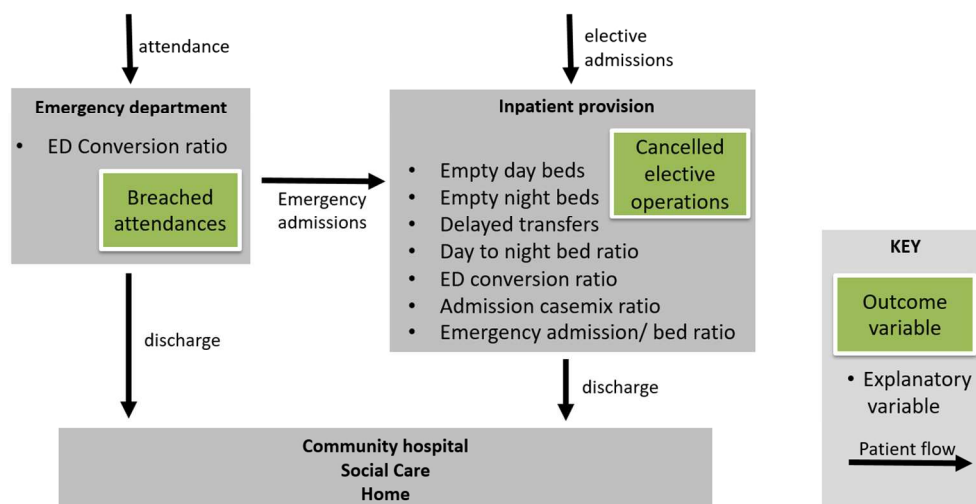 attendance
elective
admissions
Emergency department
• ED Conversion ratio
Breached
attendances
Emergency
admissions
Inpatient provision
Cancelled
elective
operations
• Empty day beds
• Empty night beds
• Delayed transfers
• Day to night bed ratio
• ED conversion ratio
• Admission casemix ratio
• Emergency admission/ bed ratio
discharge
discharge
Community hospital
Social Care
Home
KEY
Outcome
variable
• Explanatory
variable
Patient flow